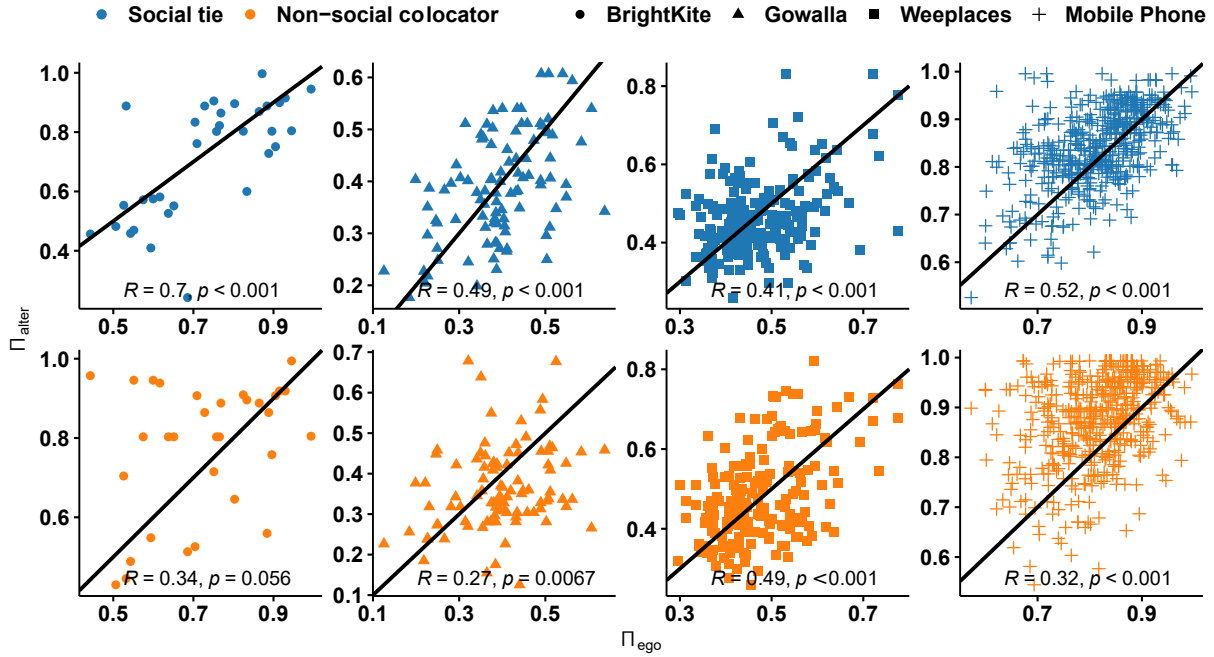 Social tie Non-social colocator BrightKite Gowalla Weeplaces Mobile Phone
1.0 0.8 0.6 0.4
R = 0.7, p < 0.001
0.5 0.7 0.9
0.6 0.5 0.4 0.3 0.2
R = 0.49, p < 0.001
0.1 0.3 0.5
0.8 0.6 0.4
R = 0.41, p < 0.001
0.3 0.5 0.7
1.0 0.9 0.8 0.7 0.6
R = 0.52, p < 0.001
0.7 0.9
Πalter
1.0 0.8 0.6
R = 0.34, p = 0.056
0.5 0.7 0.9
0.7 0.6 0.5 0.4 0.3 0.2 0.1
R = 0.27, p = 0.0067
0.1 0.3 0.5
0.8 0.6 0.4
R = 0.49, p <0.001
0.3 0.5 0.7
1.0 0.9 0.8 0.7 0.6
R = 0.32, p < 0.001
0.7 0.9
Πego